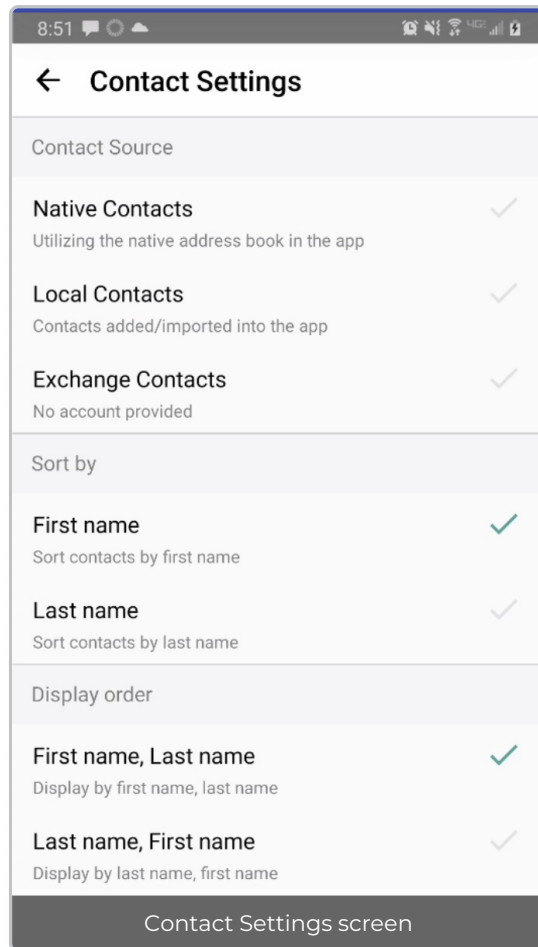 8:51
Contact Settings
Contact Source
Native Contacts
Utilizing the native address book in the app
Local Contacts
Contacts added/imported into the app
Exchange Contacts
No account provided
Sort by
First name
Sort contacts by first name
Last name
Sort contacts by last name
Display order
First name, Last name
Display by first name, last name
Last name, First name
Display by last name, first name
Contact Settings screen